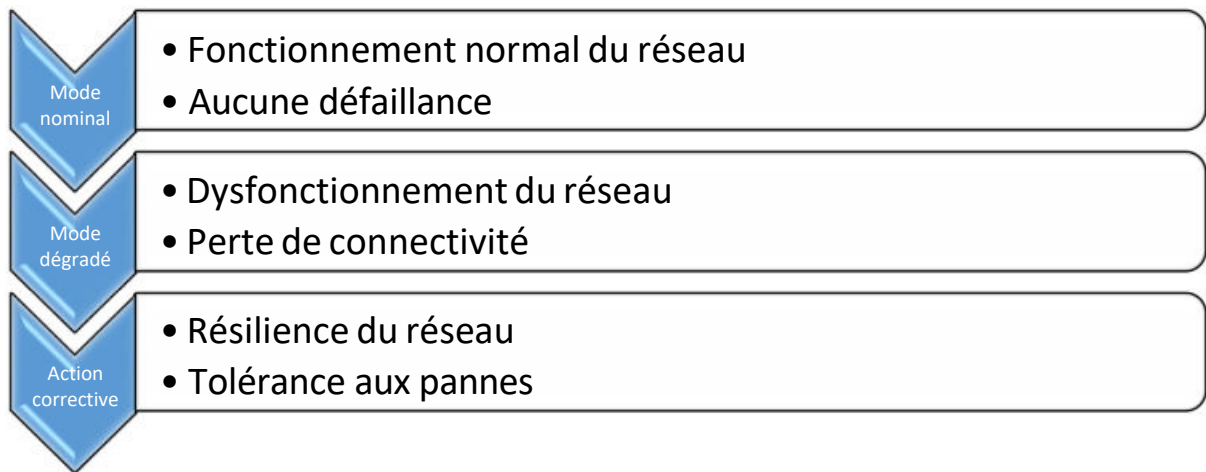 Mode
nominal
• Fonctionnement normal du réseau
• Aucune défaillance
Mode
dégradé
• Dysfonctionnement du réseau
• Perte de connectivité
Action
corrective
• Résilience du réseau
• Tolérance aux pannes